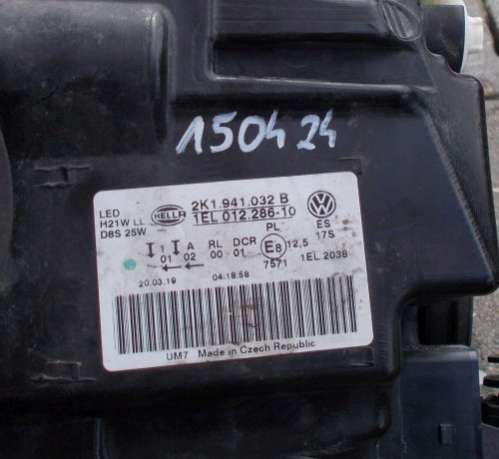 150424
LED
H21W LL
D8S 25W
HELLA
2K1.941.032 B
1EL 012.286-10
1 A RL DCR
01 02 00 01
PL
E8
12,5
7571
ES
17S
1EL 2038
20.03.19 04:18:58
UM7 Made in Czech Republic